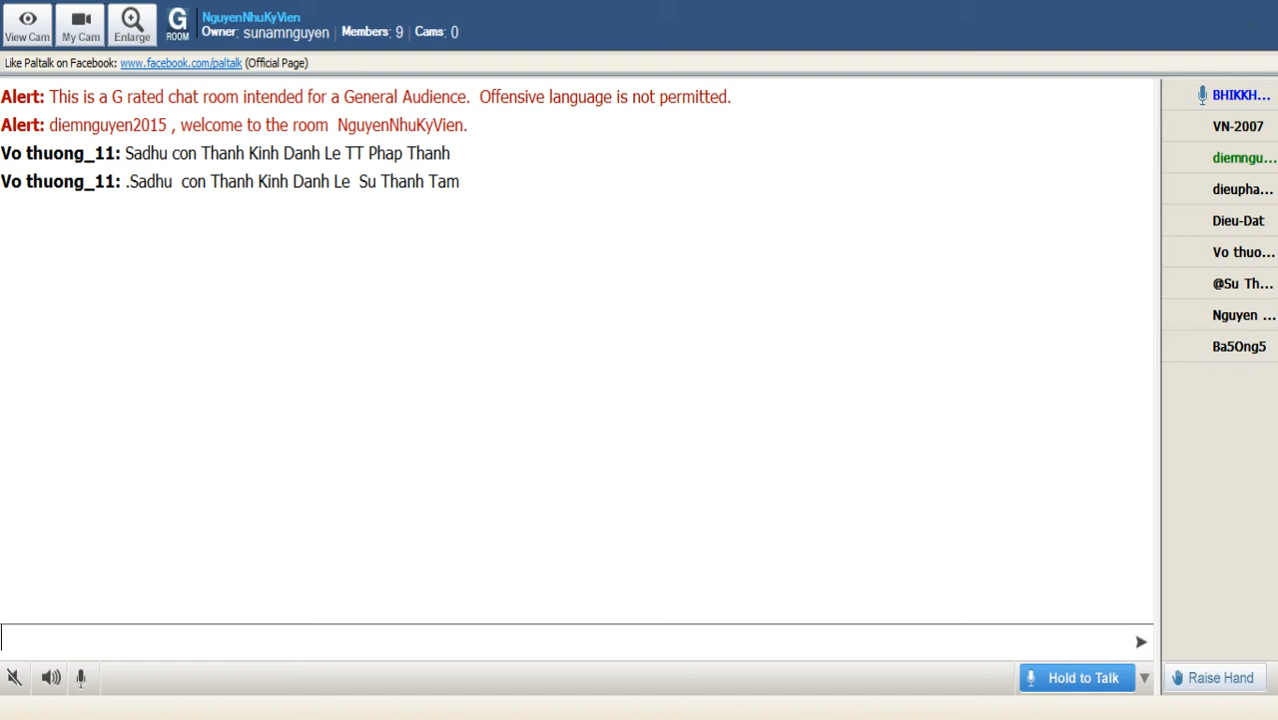 View Cam
My Cam
Enlarge
G
ROOM
NguyenNhuKyVien
Owner: sunamnguyen Members: 9 Cams: 0
Like Paltalk on Facebook: www.facebook.com/paltalk (Official Page)
Alert: This is a G rated chat room intended for a General Audience. Offensive language is not permitted.
Alert: diemnguyen2015 , welcome to the room NguyenNhuKyVien.
Vo thuong_11: Sadhu con Thanh Kinh Danh Le TT Phap Thanh
Vo thuong_11: .Sadhu con Thanh Kinh Danh Le Su Thanh Tam
BHIKKH...
VN-2007
diemngu...
dieupha...
Dieu-Dat
Vo thuo...
@Su Th...
Nguyen ...
Ba5Ong5
Hold to Talk
Raise Hand